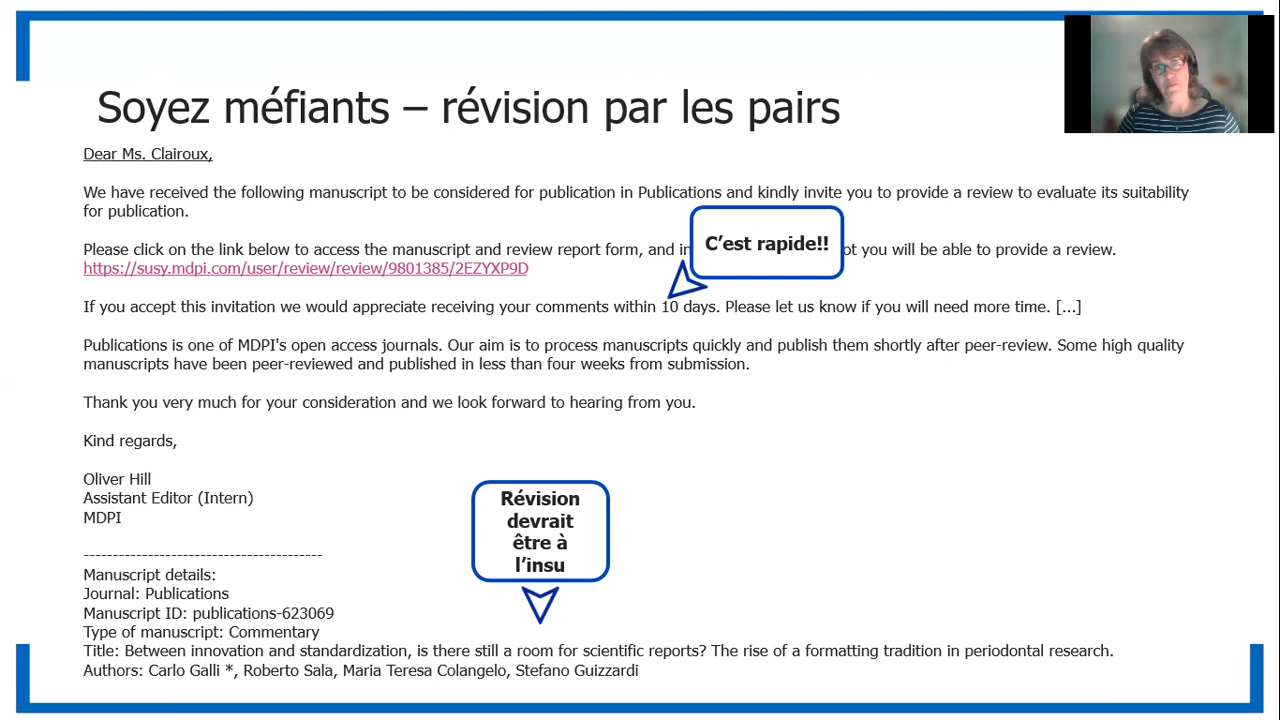 Soyez méfiants – révision par les pairs
Dear Ms. Clairoux,
We have received the following manuscript to be considered for publication in Publications and kindly invite you to provide a review to evaluate its suitability
for publication.
C’est rapide!!
Please click on the link below to access the manuscript and review report form, and in ot you will be able to provide a review.
https://susy.mdpi.com/user/review/review/9801385/2EZYXP9D
If you accept this invitation we would appreciate receiving your comments within 10 days. Please let us know if you will need more time. [...]
Publications is one of MDPI's open access journals. Our aim is to process manuscripts quickly and publish them shortly after peer-review. Some high quality
manuscripts have been peer-reviewed and published in less than four weeks from submission.
Thank you very much for your consideration and we look forward to hearing from you.
Kind regards,
Oliver Hill
Assistant Editor (Intern)
MDPI
Révision
devrait
être à
l’insu
-----------------------------------------
Manuscript details:
Journal: Publications
Manuscript ID: publications-623069
Type of manuscript: Commentary
Title: Between innovation and standardization, is there still a room for scientific reports? The rise of a formatting tradition in periodontal research.
Authors: Carlo Galli *, Roberto Sala, Maria Teresa Colangelo, Stefano Guizzardi